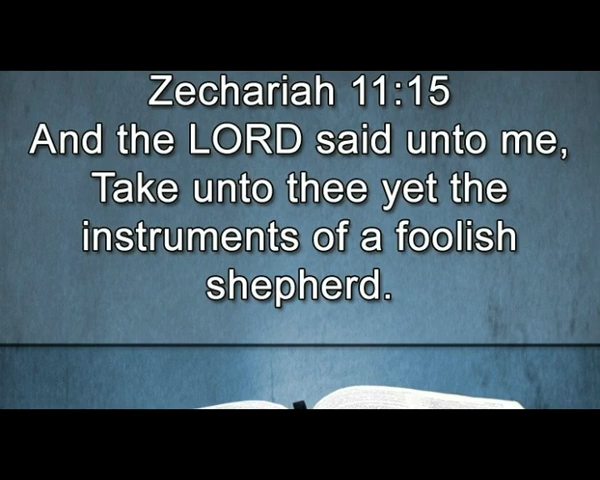 Zechariah 11:15
And the LORD said unto me,
Take unto thee yet the
instruments of a foolish
shepherd.